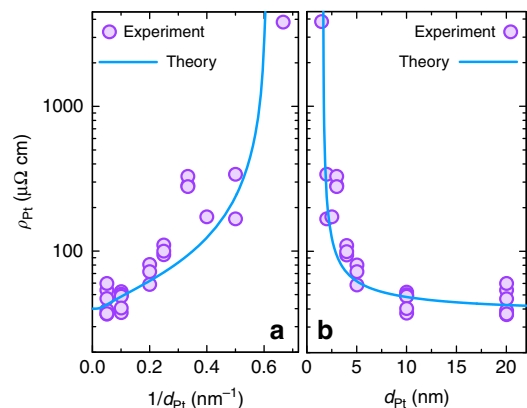 Experiment
Theory
1000
100
ρPt (μΩ cm)
0.0 0.2 0.4 0.6
1/dPt (nm−1)
a
Experiment
Theory
b
0 5 10 15 20
dPt (nm)